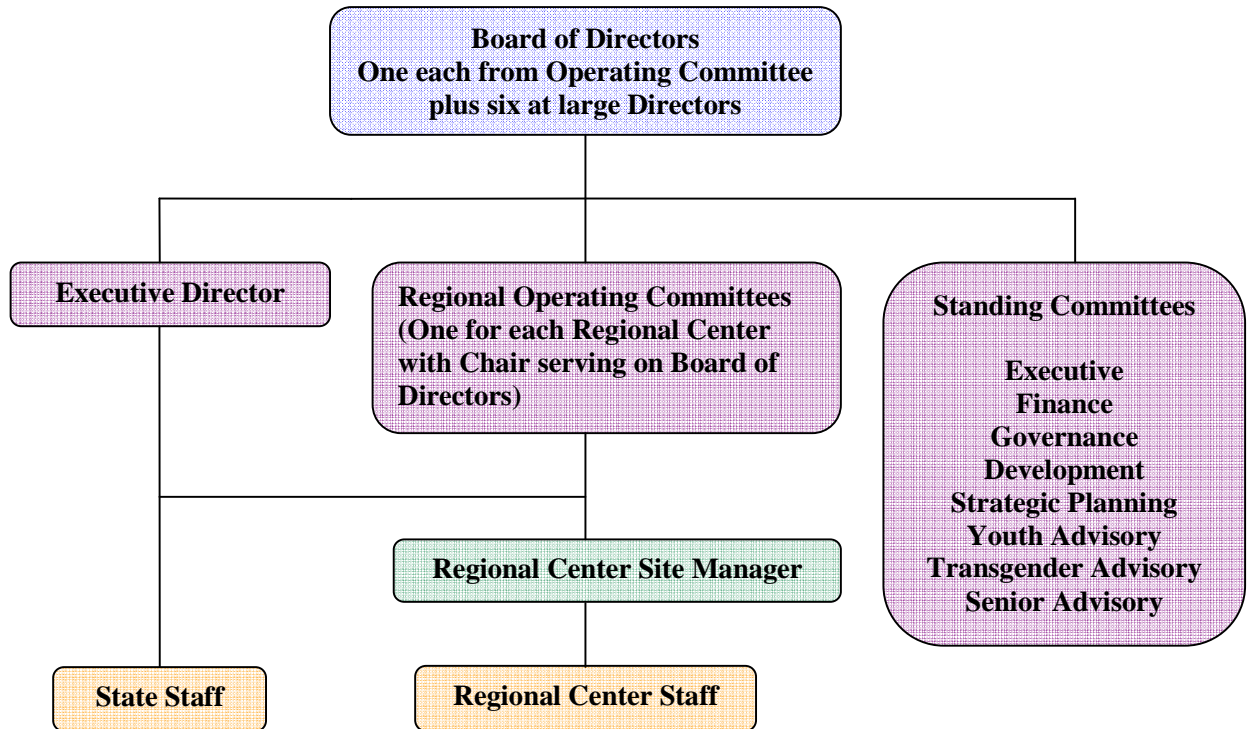 Board of Directors
One each from Operating Committee
plus six at large Directors
Executive Director
Regional Operating Committees
(One for each Regional Center
with Chair serving on Board of
Directors)
Standing Committees
Executive
Finance
Governance
Development
Strategic Planning
Youth Advisory
Transgender Advisory
Senior Advisory
Regional Center Site Manager
State Staff
Regional Center Staff